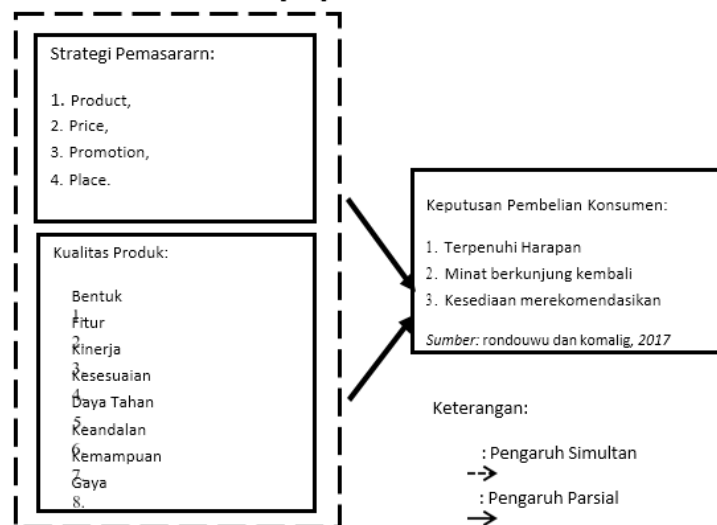 Strategi Pemasararn:
1. Product,
2. Price,
3. Promotion,
4. Place.
Kualitas Produk:
Bentuk
1.
Fitur
2.
Kinerja
3.
Kesesuaian
4.
Daya Tahan
5.
Keandalan
6.
Kemampuan
7.
Gaya
8.
Keputusan Pembelian Konsumen:
1. Terpenuhi Harapan
2. Minat berkunjung kembali
3. Kesediaan merekomendasikan
Sumber: rondouwu dan komalig, 2017
Keterangan:
: Pengaruh Simultan
: Pengaruh Parsial